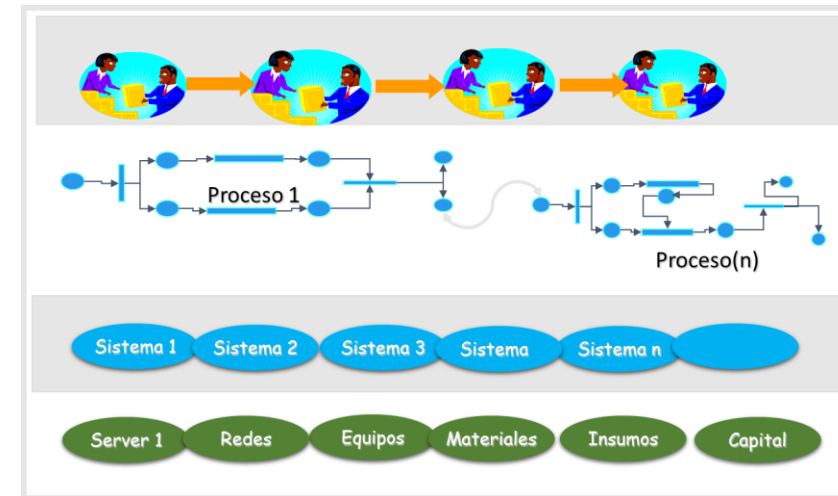 Proceso 1
Proceso(n)
Sistema 1
Sistema 2
Sistema 3
Sistema
Sistema n
Server 1
Redes
Equipos
Materiales
Insumos
Capital